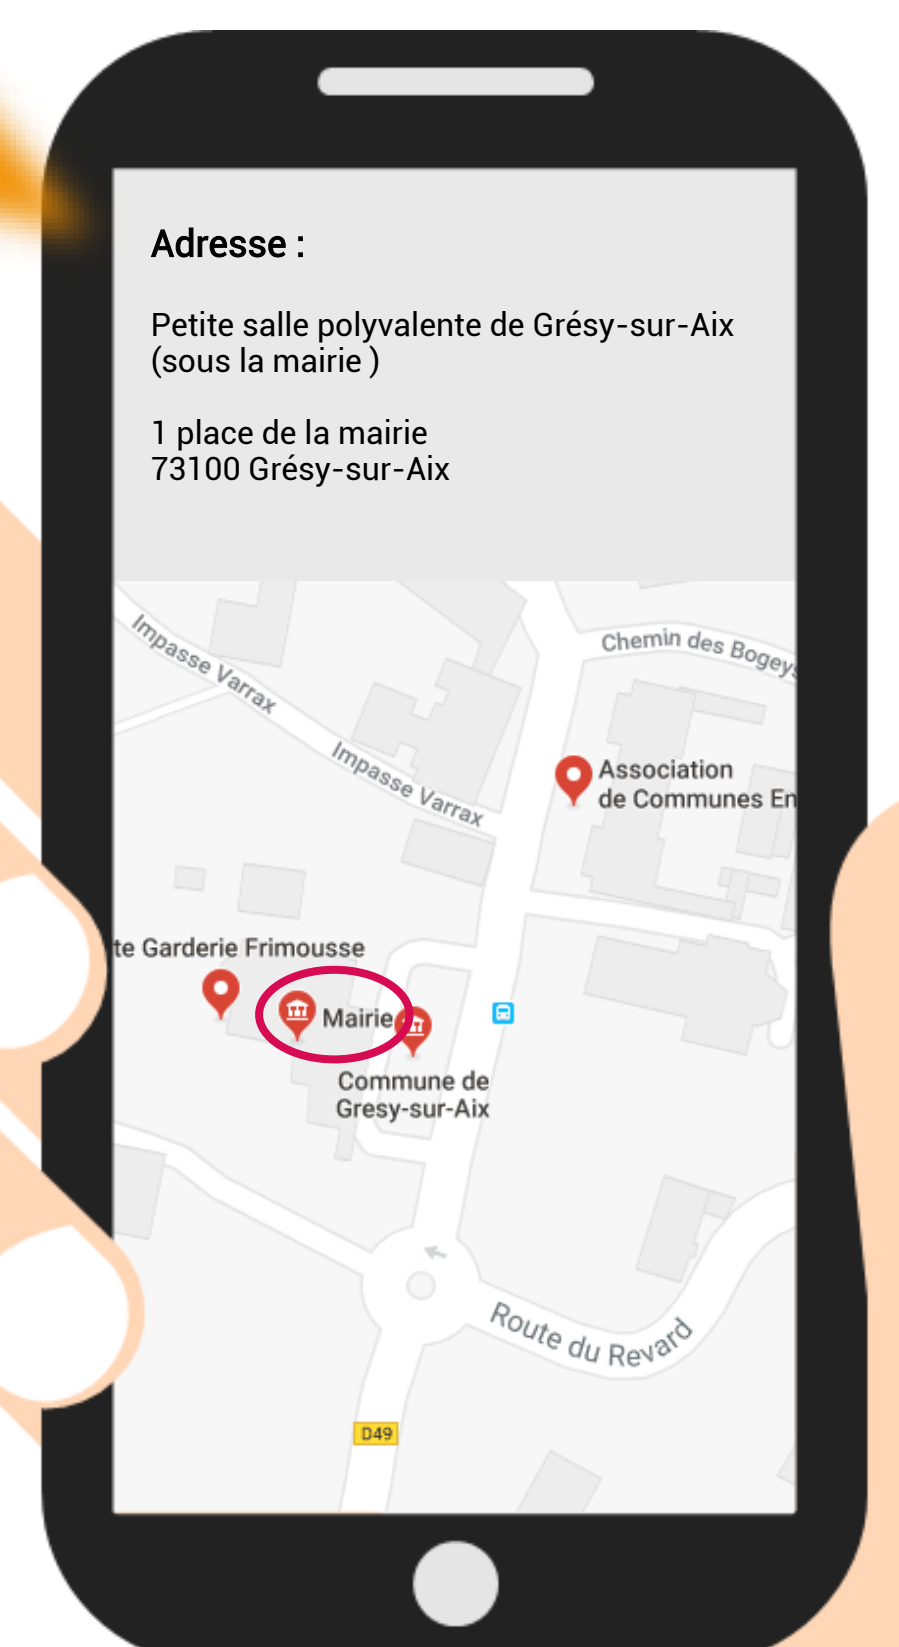 Adresse :
Petite salle polyvalente de Grésy-sur-Aix
(sous la mairie )
1 place de la mairie
73100 Grésy-sur-Aix
Impasse Varrax
Chemin des Bogeys
Impasse Varrax
Association
de Communes En
te Garderie Frimousse
Mairie
Commune de
Gresy-sur-Aix
Route du Revard
D49